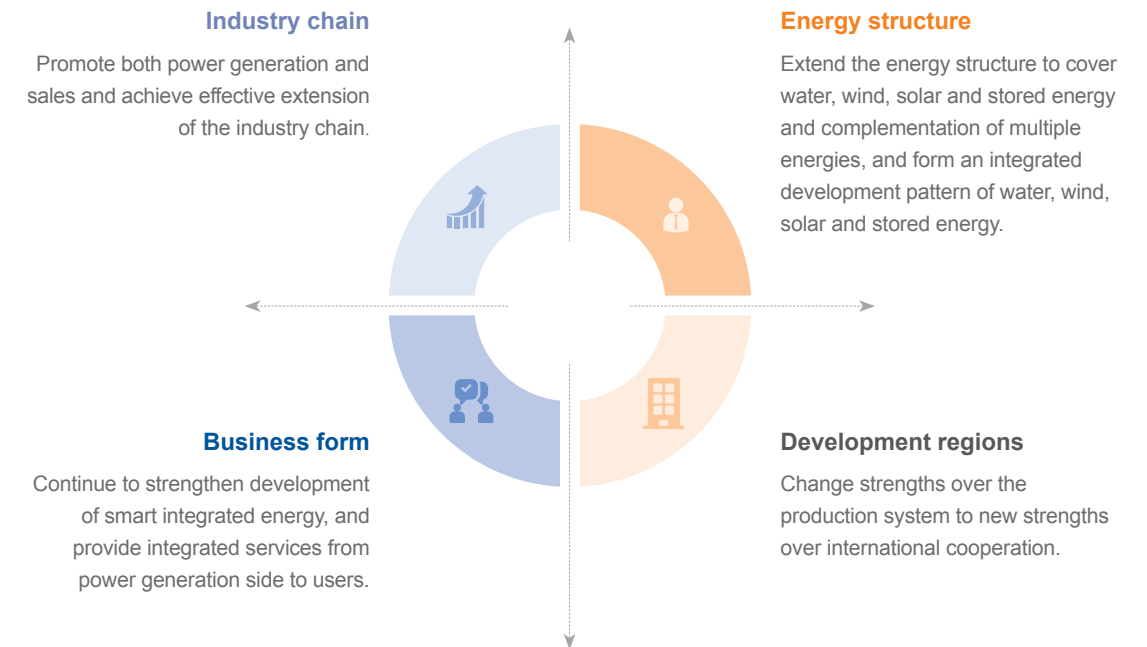 Industry chain
Promote both power generation and
sales and achieve effective extension
of the industry chain.
Energy structure
Extend the energy structure to cover
water, wind, solar and stored energy
and complementation of multiple
energies, and form an integrated
development pattern of water, wind,
solar and stored energy.
Business form
Continue to strengthen development
of smart integrated energy, and
provide integrated services from
power generation side to users.
Development regions
Change strengths over the
production system to new strengths
over international cooperation.